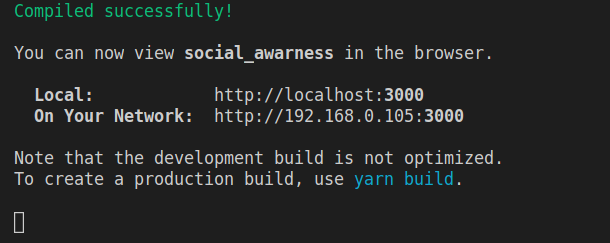 Compiled successfully!
You can now view social_awarness in the browser.
Local: http://localhost:3000
On Your Network: http://192.168.0.105:3000
Note that the development build is not optimized.
To create a production build, use yarn build.